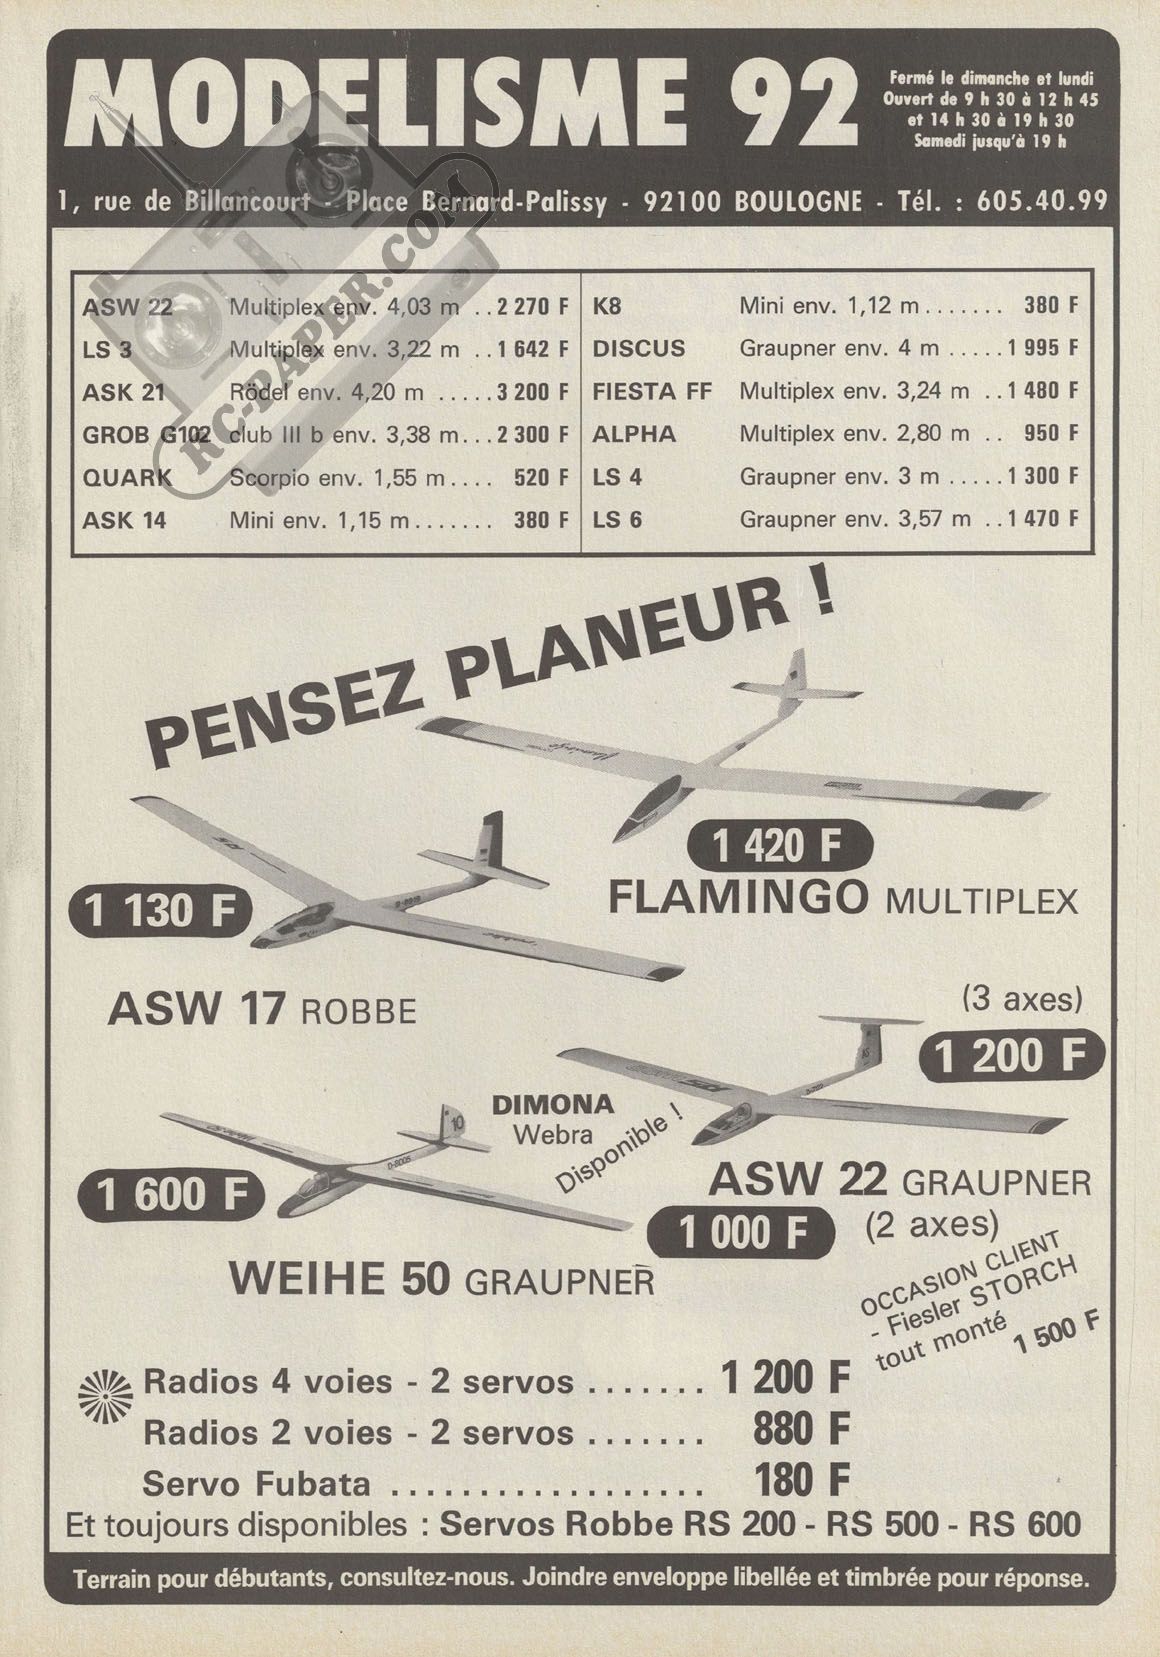 MODELISME 92
Fermé le dimanche et lundi
Ouvert de 9 h 30 à 12 h 45
et 14 h 30 à 19 h 30
Samedi jusqu'à 19 h
1, rue de Billancourt - Place Bernard-Palissy - 92100 BOULOGNE - Tél. : 605.40.99
RC-PAPER.COM
ASW 22 Multiplex env. 4,03 m .. 2 270 F
LS 3 Multiplex env. 3,22 m .. 1 642 F
ASK 21 Rödel env. 4,20 m ..... 3 200 F
GROB G102 club III b env. 3,38 m... 2 300 F
QUARK Scorpio env. 1,55 m .... 520 F
ASK 14 Mini env. 1,15 m ....... 380 F
K8 Mini env. 1,12 m ....... 380 F
DISCUS Graupner env. 4 m ..... 1 995 F
FIESTA FF Multiplex env. 3,24 m .. 1 480 F
ALPHA Multiplex env. 2,80 m .. 950 F
LS 4 Graupner env. 3 m ..... 1 300 F
LS 6 Graupner env. 3,57 m .. 1 470 F
PENSEZ PLANEUR !
flamingo
1 420 F
FLAMINGO MULTIPLEX
1 130 F
robbe
ASW 17 ROBBE
(3 axes)
1 200 F
DIMONA
Webra
Disponible !
ASW 22 GRAUPNER
1 000 F (2 axes)
10
D-8005
1 600 F
WEIHE 50 GRAUPNER
OCCASION CLIENT
- Fiesler STORCH
tout monté
1 500 F
Radios 4 voies - 2 servos ....... 1 200 F
Radios 2 voies - 2 servos ....... 880 F
Servo Fubata ................... 180 F
Et toujours disponibles : Servos Robbe RS 200 - RS 500 - RS 600
Terrain pour débutants, consultez-nous. Joindre enveloppe libellée et timbrée pour réponse.